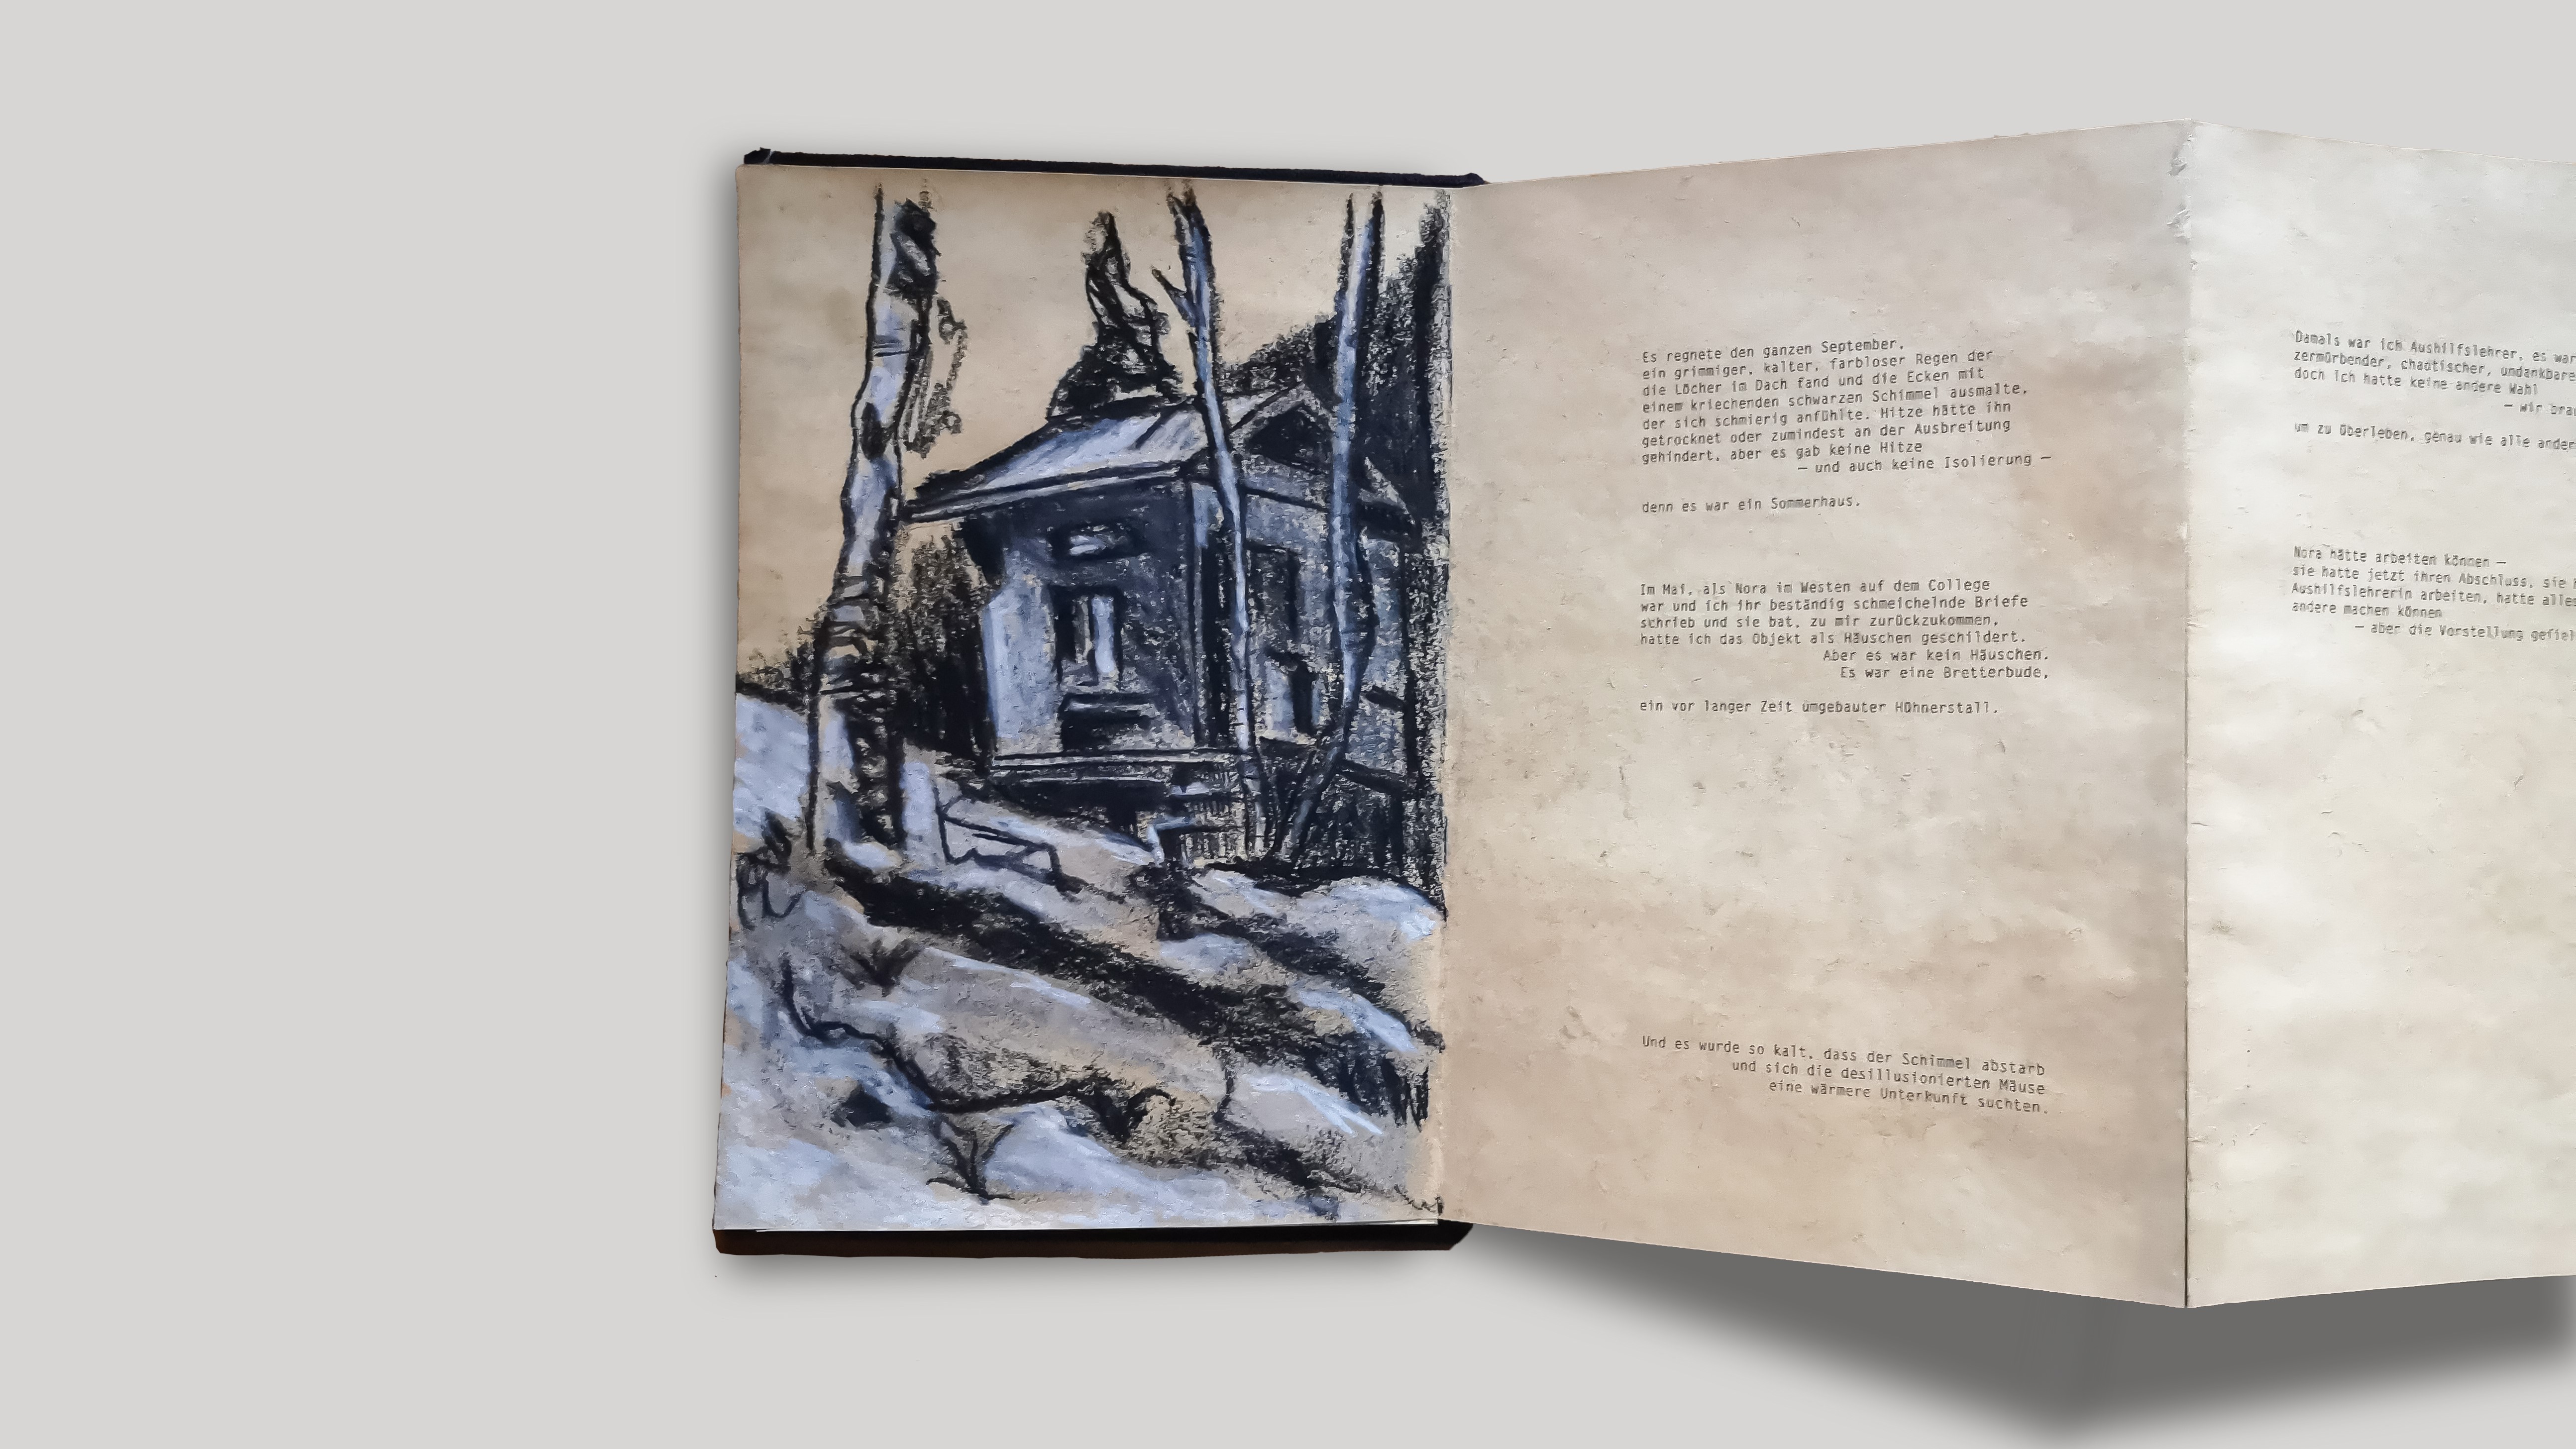 Es regnete den ganzen September,
ein grimmiger, kalter, farbloser Regen der
die Löcher im Dach fand und die Ecken mit
einem kriechenden schwarzen Schimmel ausmalte,
der sich schmierig anfühlte. Hitze hätte ihn
getrocknet oder zumindest an der Ausbreitung
gehindert, aber es gab keine Hitze
— und auch keine Isolierung —
denn es war ein Sommerhaus.
Im Mai, als Nora im Westen auf dem College
war und ich ihr beständig schmeichelnde Briefe
schrieb und sie bat, zu mir zurückzukommen,
hatte ich das Objekt als Häuschen geschildert.
Aber es war kein Häuschen.
Es war eine Bretterbude,
ein vor langer Zeit umgebauter Hühnerstall.
Und es wurde so kalt, dass der Schimmel abstarb
und sich die desillusionierten Mäuse
eine wärmere Unterkunft suchten.
Damals war ich Aushilfslehrer, es war
zermürbender, chaotischer, undankbare
doch ich hatte keine andere Wahl
— wir
um zu überleben, genau wie alle ander
Nora hätte arbeiten können —
sie hatte jetzt ihren Abschluss, sie
Aushilfslehrerin arbeiten, hatte alles
andere machen können
— aber die Vorstellung gefiel